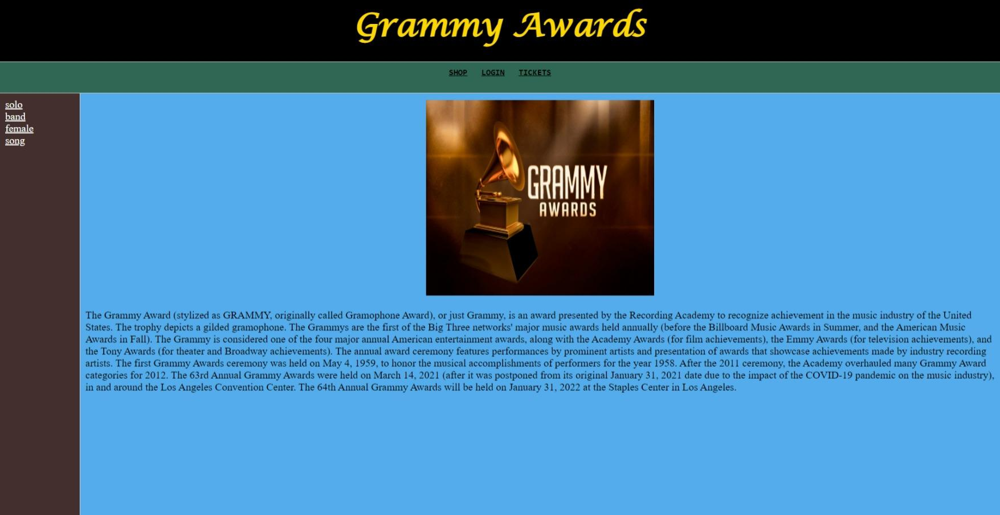 Grammy Awards
SHOP LOGIN TICKETS
solo
band
female
song
GRAMMY
AWARDS
The Grammy Award (stylized as GRAMMY, originally called Gramophone Award), or just Grammy, is an award presented by the Recording Academy to recognize achievement in the music industry of the United
States. The trophy depicts a gilded gramophone. The Grammys are the first of the Big Three networks' major music awards held annually (before the Billboard Music Awards in Summer, and the American Music
Awards in Fall). The Grammy is considered one of the four major annual American entertainment awards, along with the Academy Awards (for film achievements), the Emmy Awards (for television achievements), and
the Tony Awards (for theater and Broadway achievements). The annual award ceremony features performances by prominent artists and presentation of awards that showcase achievements made by industry recording
artists. The first Grammy Awards ceremony was held on May 4, 1959, to honor the musical accomplishments of performers for the year 1958. After the 2011 ceremony, the Academy overhauled many Grammy Award
categories for 2012. The 63rd Annual Grammy Awards were held on March 14, 2021 (after it was postponed from its original January 31, 2021 date due to the impact of the COVID-19 pandemic on the music industry),
in and around the Los Angeles Convention Center. The 64th Annual Grammy Awards will be held on January 31, 2022 at the Staples Center in Los Angeles.